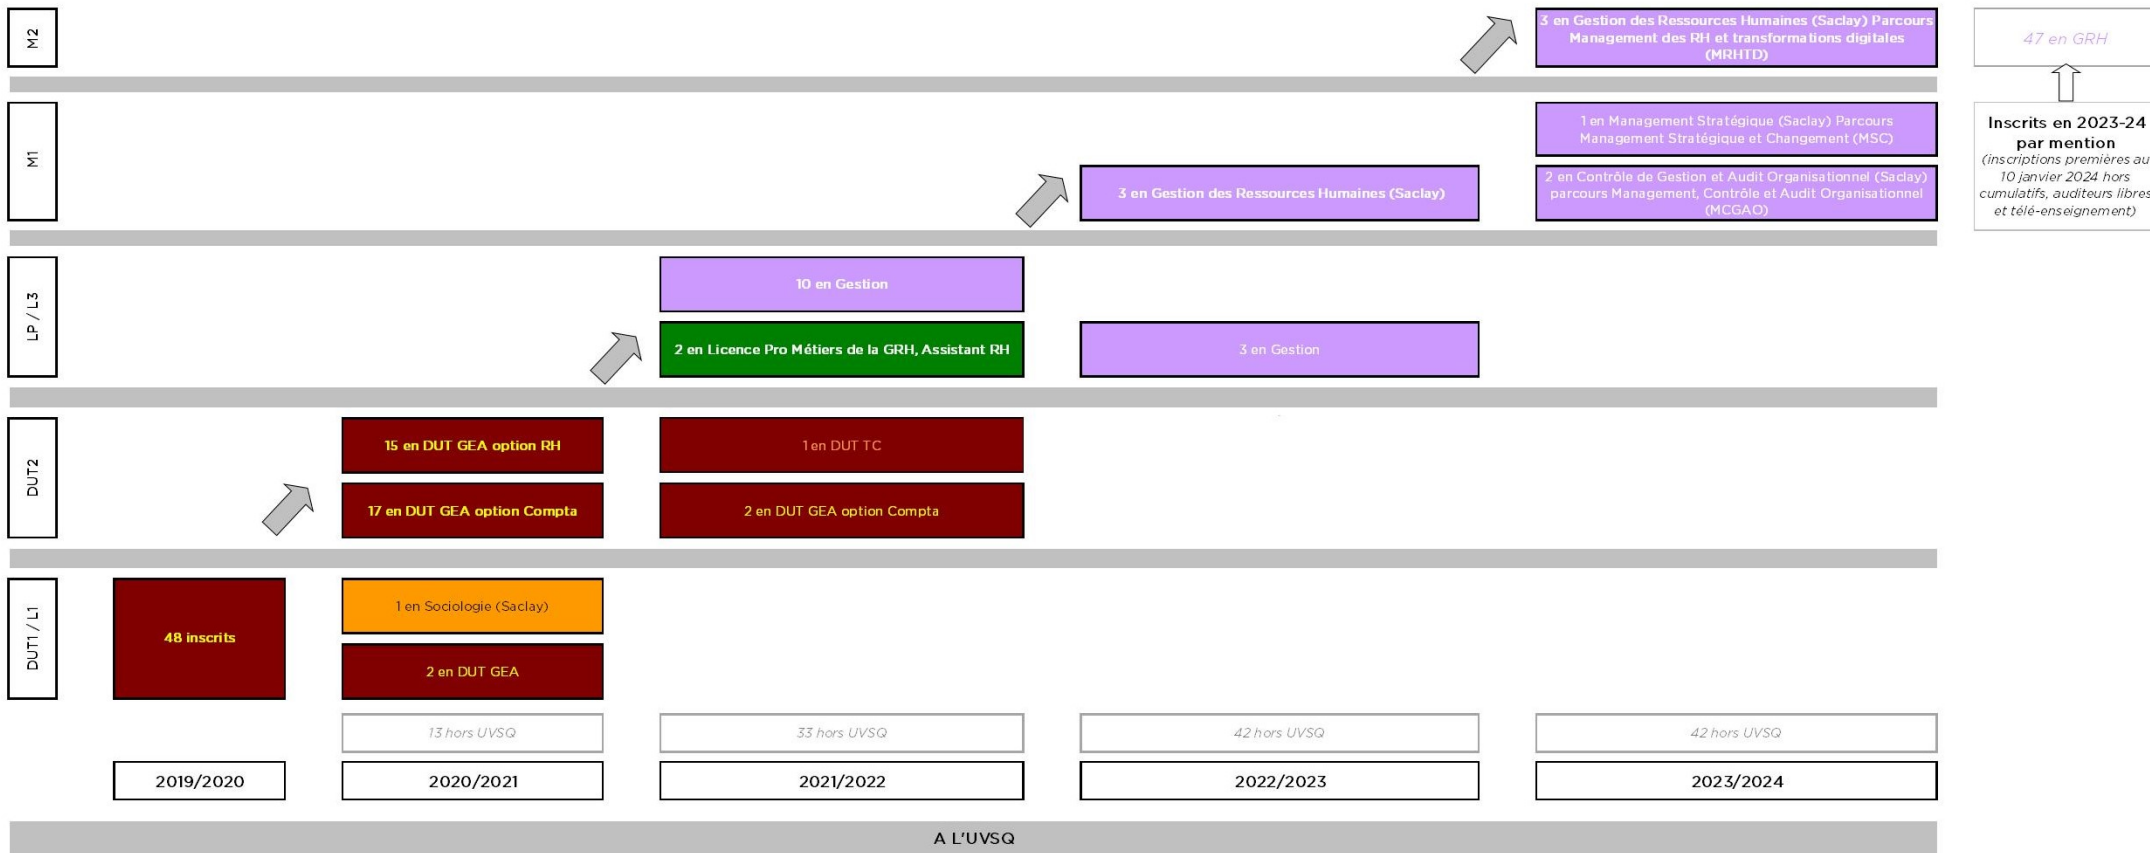 M2
3 en Gestion des Ressources Humaines (Saclay) Parcours
Management des RH et transformations digitales
(MRHTD)
47 en GRH
M1
1 en Management Stratégique (Saclay) Parcours
Management Stratégique et Changement (MSC)
3 en Gestion des Ressources Humaines (Saclay)
2 en Contrôle de Gestion et Audit Organisationnel (Saclay)
parcours Management, Contrôle et Audit Organisationnel
(MCGAO)
Inscrits en 2023-24
par mention
(inscriptions premières au
10 janvier 2024 hors
cumulatifs, auditeurs libres
et télé-enseignement)
LP / L3
10 en Gestion
2 en Licence Pro Métiers de la GRH, Assistant RH
3 en Gestion
DUT2
15 en DUT GEA option RH
1 en DUT TC
17 en DUT GEA option Compta
2 en DUT GEA option Compta
DUT1 / L1
48 inscrits
1 en Sociologie (Saclay)
2 en DUT GEA
13 hors UVSQ
33 hors UVSQ
42 hors UVSQ
42 hors UVSQ
2019/2020
2020/2021
2021/2022
2022/2023
2023/2024
A L'UVSQ